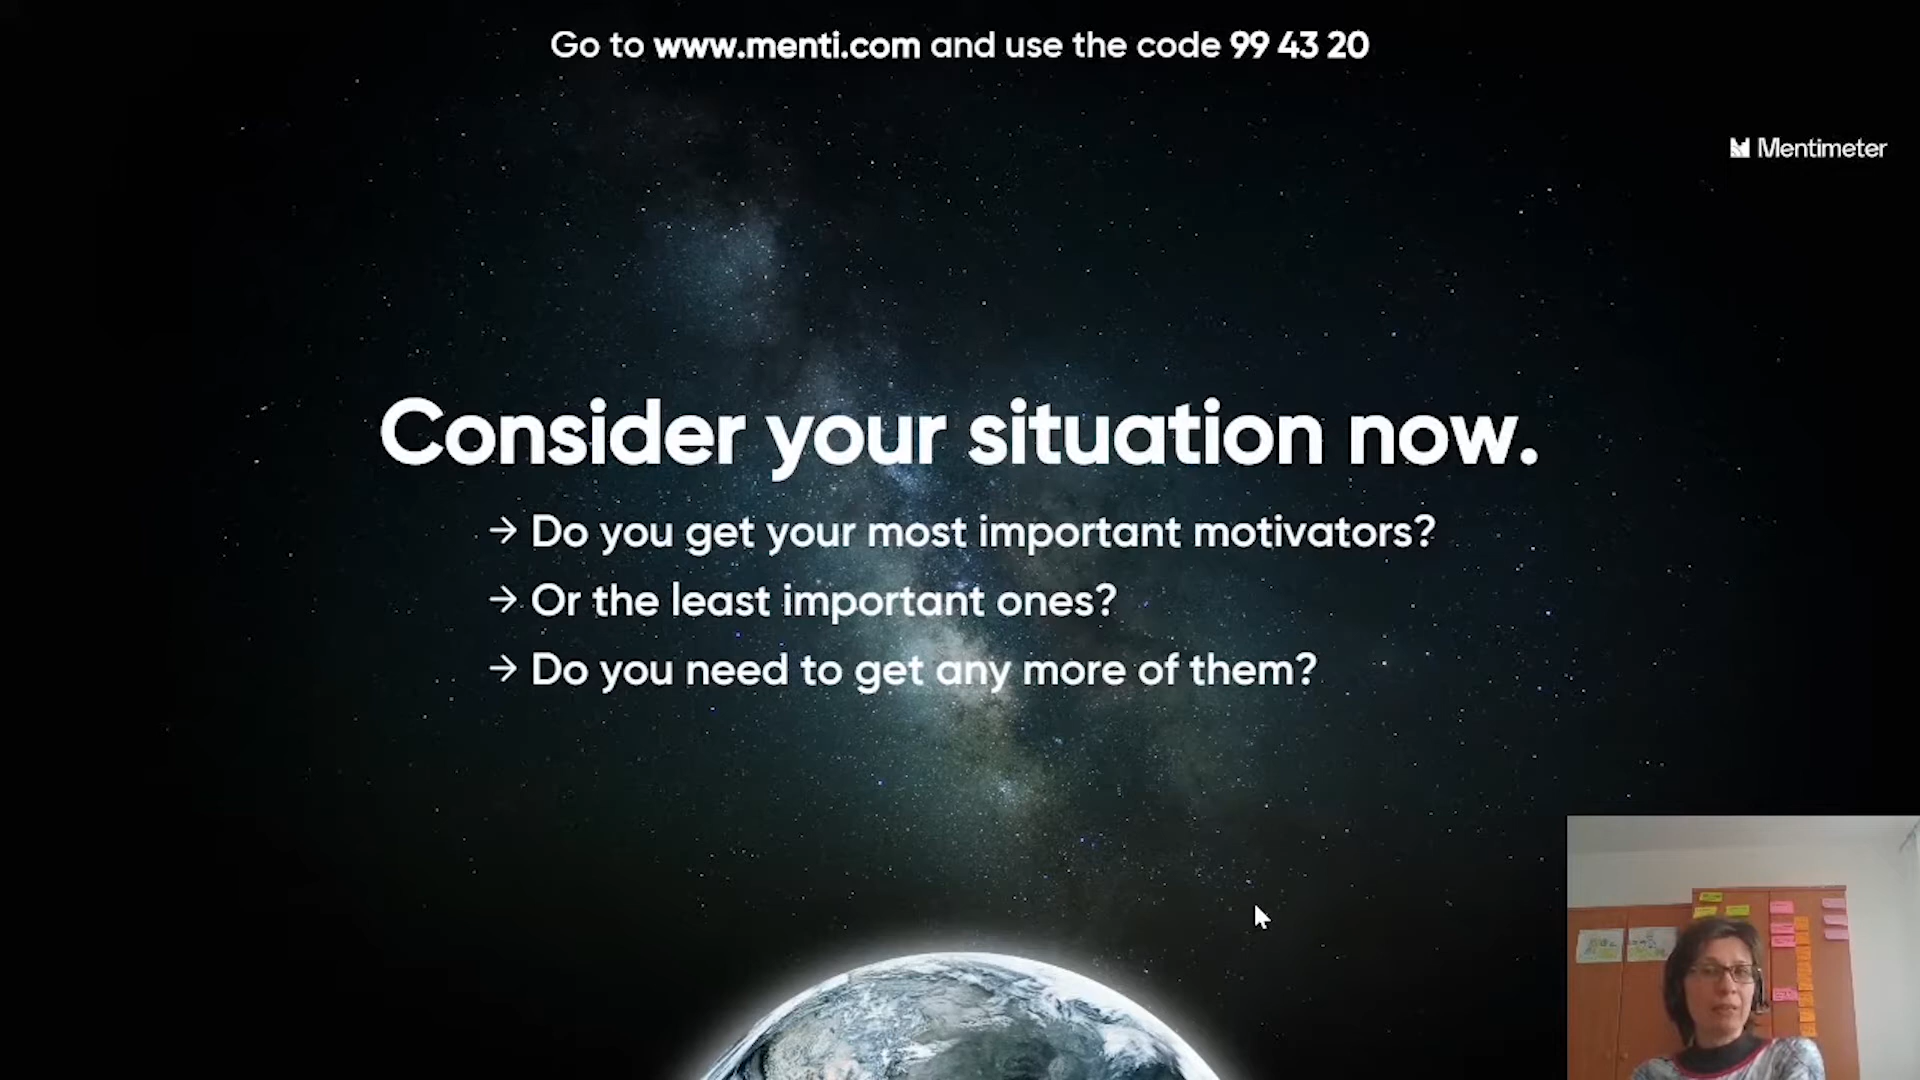 Go to www.menti.com and use the code 99 43 20
Mentimeter
Consider your situation now.
→ Do you get your most important motivators?
→ Or the least important ones?
→ Do you need to get any more of them?